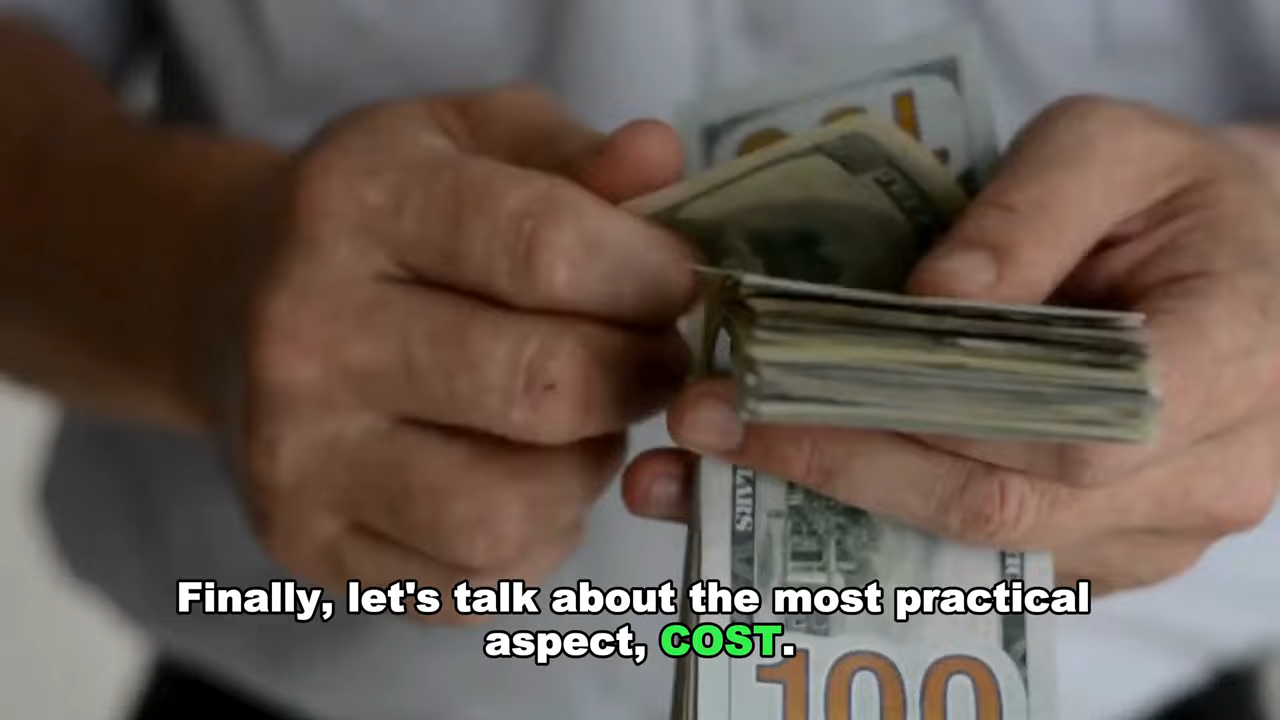 Finally, let's talk about the most practical
aspect, COST.
100